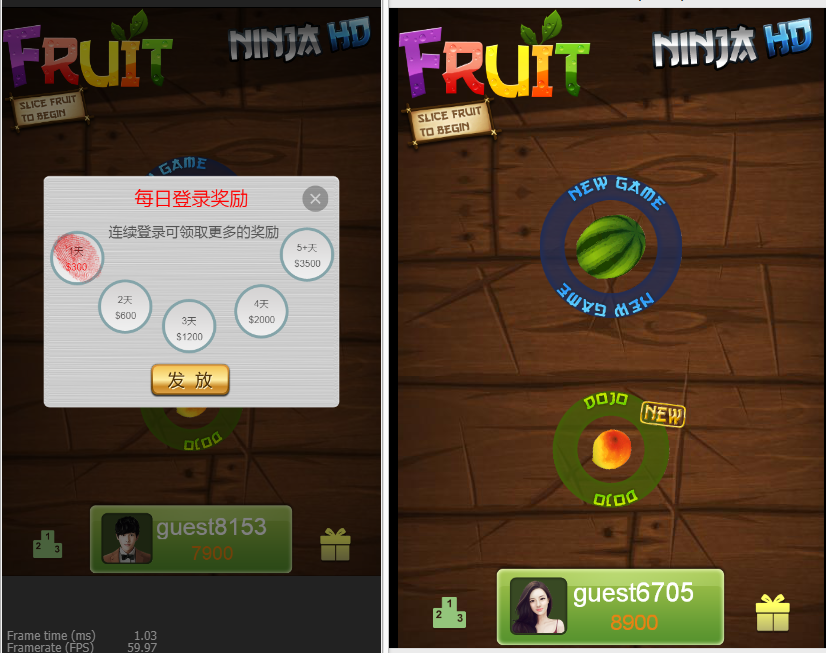 FRUIT
NINJA HD
SLICE FRUIT
TO BEGIN
GAME
每日登录奖励
连续登录可领取更多的奖励
1天
$300
2天
$600
3天
$1200
4天
$2000
5+天
$3500
发 放
DOJO
1
2
3
guest8153
7900
Frame time (ms) 1.03
Framerate (FPS) 59.97
FRUIT
NINJA HD
SLICE FRUIT
TO BEGIN
NEW GAME
NEW GAME
DOJO
NEW
DOJO
1
2
3
guest6705
8900